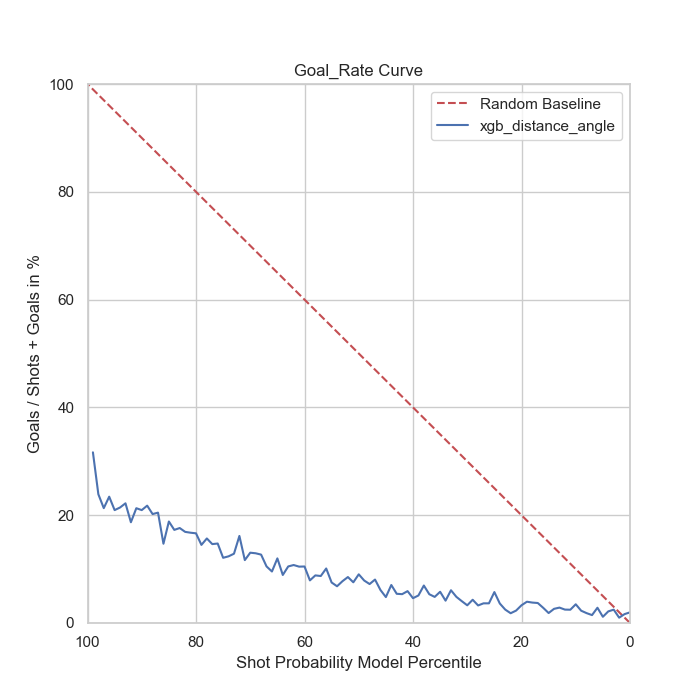 Goal_Rate Curve
Random Baseline
xgb_distance_angle
Goals / Shots + Goals in %
100
80
60
40
20
0
100 80 60 40 20 0
Shot Probability Model Percentile